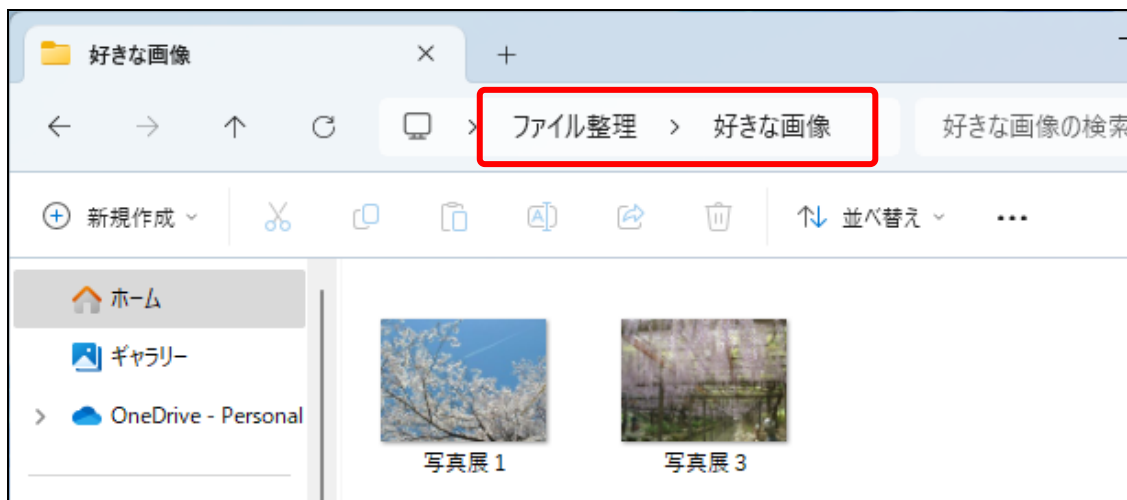 好きな画像
ファイル整理 > 好きな画像
好きな画像の検索
新規作成
並べ替え
ホーム
ギャラリー
OneDrive - Personal
写真展1
写真展3